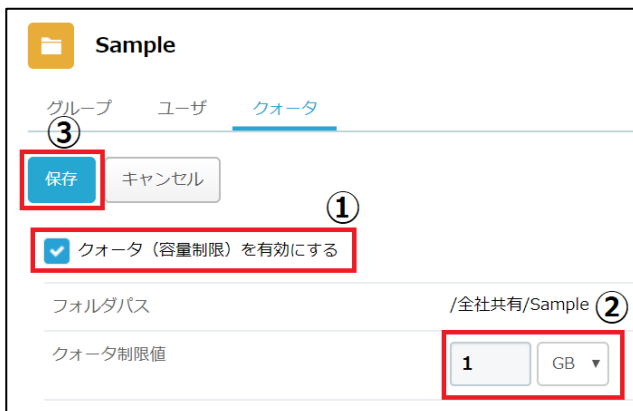 Sample
グループ ユーザ クォータ
③
保存 キャンセル
①
クォータ（容量制限）を有効にする
フォルダパス /全社共有/Sample ②
クォータ制限値 1 GB ▼